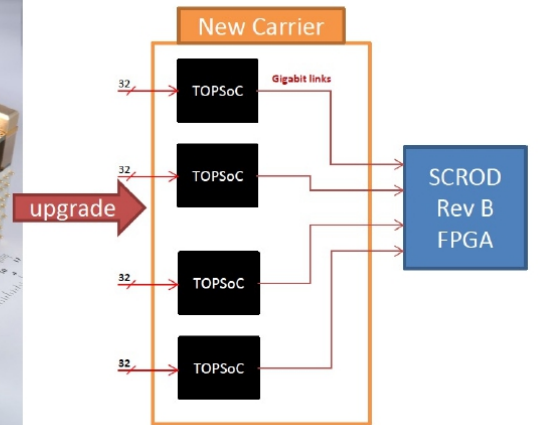 New Carrier
32
TOPSoC
Gigabit links
32
TOPSoC
upgrade
SCROD
Rev B
FPGA
32
TOPSoC
32
TOPSoC